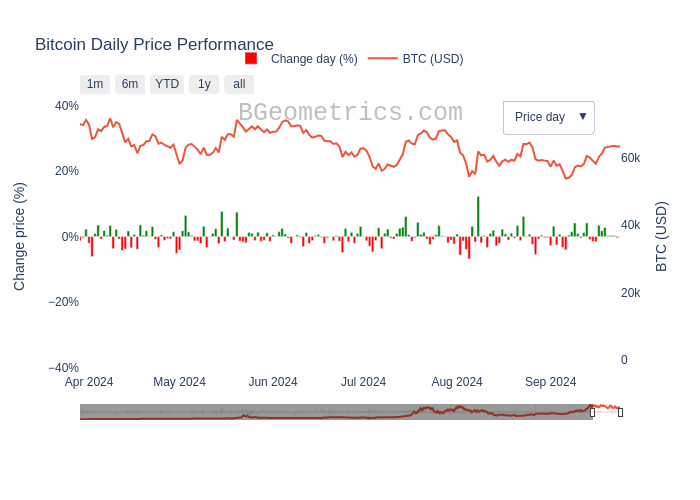 Bitcoin Daily Price Performance
Change day (%)
BTC (USD)
1m
6m
YTD
1y
all
BGeometrics.com
Price day ▼
Change price (%)
40%
20%
0%
−20%
−40%
BTC (USD)
60k
40k
20k
0
Apr 2024
May 2024
Jun 2024
Jul 2024
Aug 2024
Sep 2024